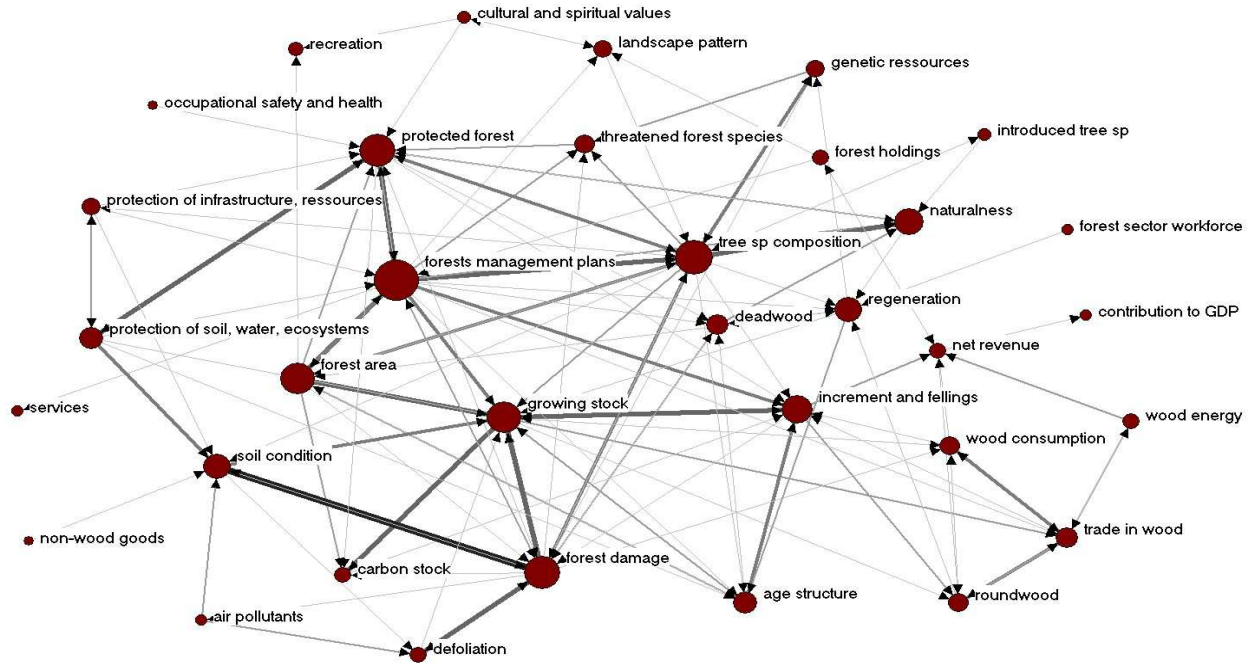 cultural and spiritual values
recreation
landscape pattern
genetic ressources
occupational safety and health
protected forest
threatened forest species
introduced tree sp
forest holdings
protection of infrastructure, ressources
naturalness
forest sector workforce
tree sp composition
forests management plans
regeneration
contribution to GDP
deadwood
protection of soil, water, ecosystems
net revenue
forest area
increment and fellings
growing stock
services
wood energy
wood consumption
soil condition
trade in wood
non-wood goods
forest damage
carbon stock
age structure
roundwood
air pollutants
defoliation